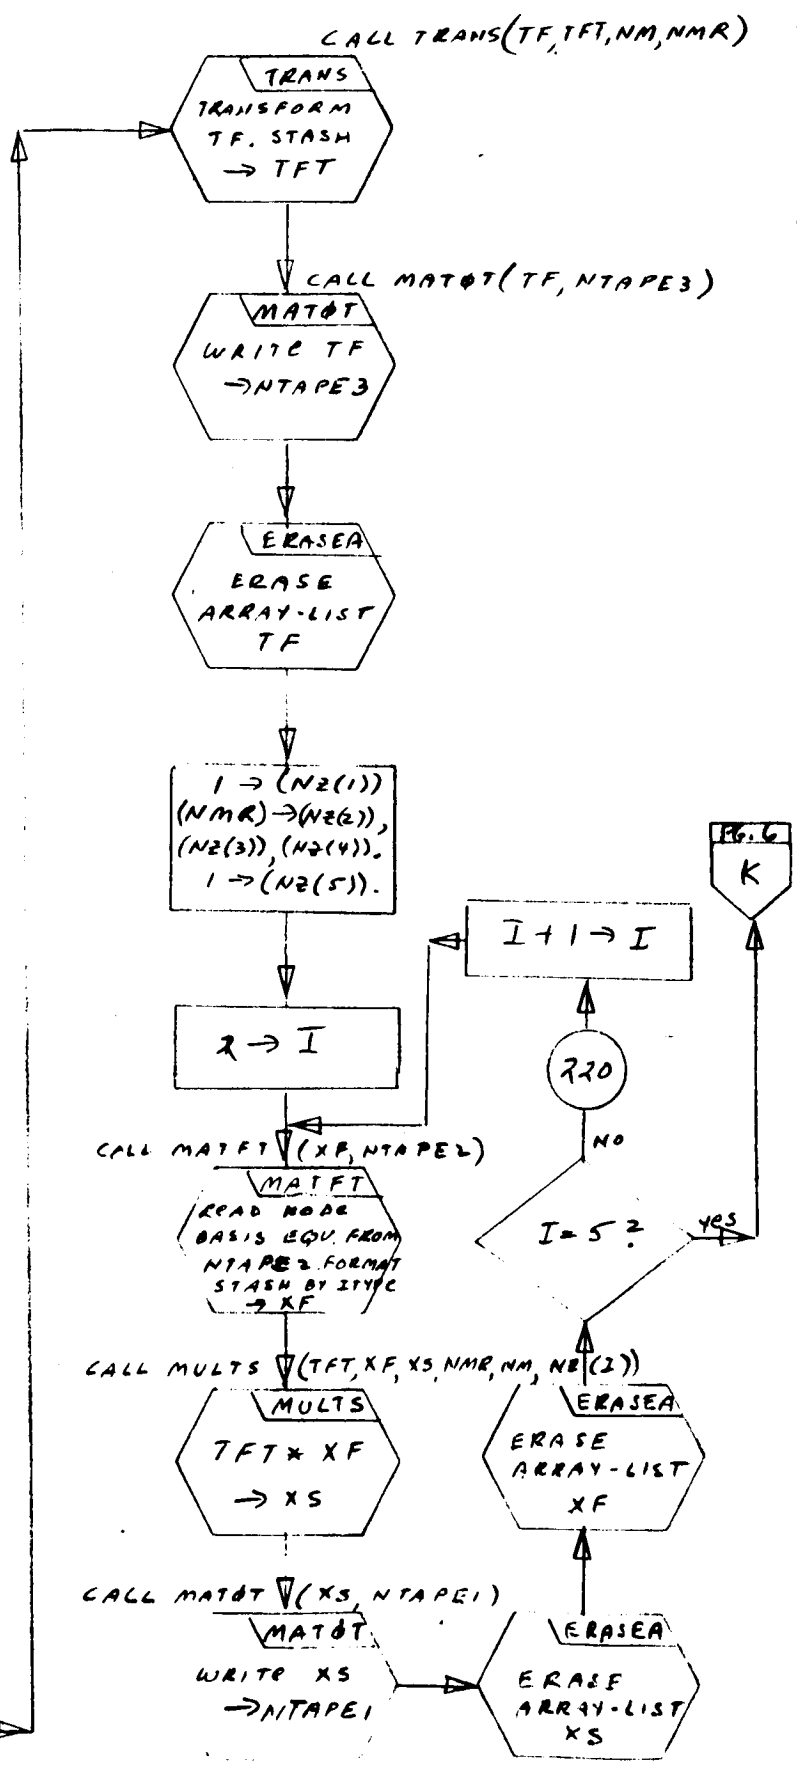 CALL TRANS(TF,TFT,NM,NMR)
TRANS
TRANSFORM
TF. STASH
→ TFT
CALL MATØT(TF, NTAPE3)
MATØT
WRITE TF
→NTAPE3
ERASEA
ERASE
ARRAY-LIST
TF
1 → (NZ(1))
(NMR)→(NZ(2)),
(NZ(3)),(NZ(4)).
1 → (NZ(5)).
2 → I
CALL MATFT (XF, NTAPE2)
MATFT
READ NODE
BASIS EQU. FROM
NTAPE2. FORMAT
STASH BY ITYPE
→ XF
CALL MULTS (TFT,XF,XS,NMR,NM,NZ(I))
MULTS
TFT* XF
→ XS
CALL MATØT (XS, NTAPE1)
MATØT
WRITE XS
→NTAPE1
ERASEA
ERASE
ARRAY-LIST
XS
ERASEA
ERASE
ARRAY-LIST
XF
I = 5 ?
yes
NO
220
I + 1 → I
PG. 6
K